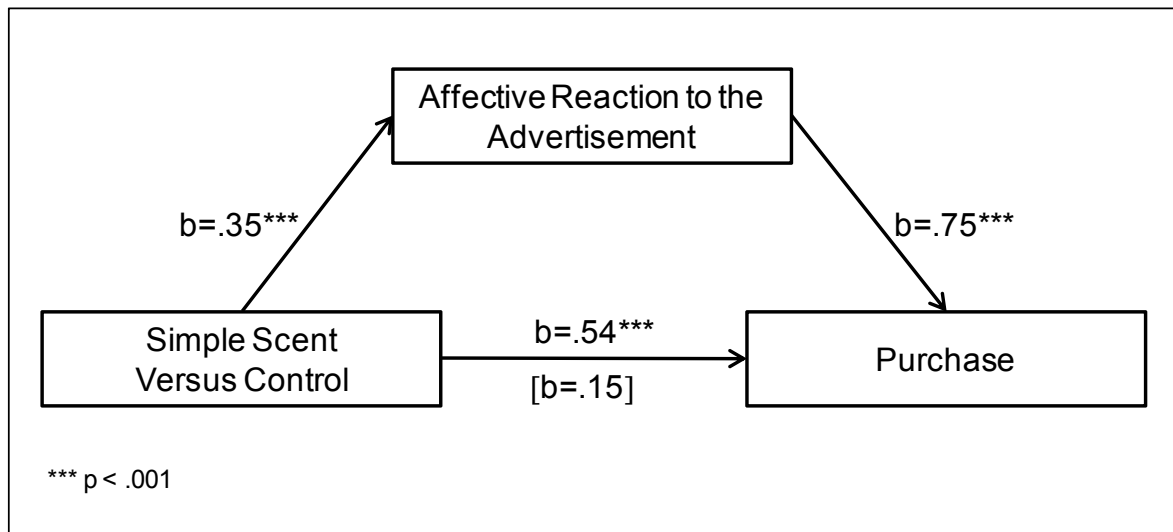 Affective Reaction to the
Advertisement
b=.35***
b=.75***
Simple Scent
Versus Control
b=.54***
[b=.15]
Purchase
*** p < .001